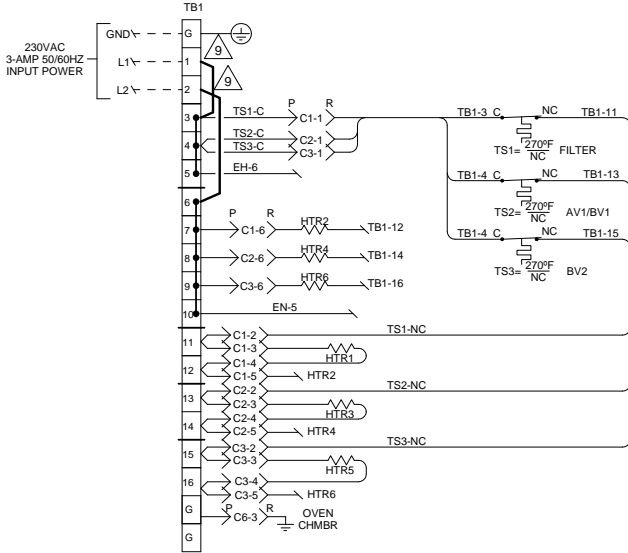 TB1
GND
G
9
230VAC
3-AMP 50/60HZ
INPUT POWER
L1
1
L2
2
9
P R
3
TS1-C
C1-1
TB1-3 C NC TB1-11
TS2-C
C2-1
4
TS3-C
C3-1
TS1= 270ºF NC FILTER
5
EH-6
TB1-4 C NC TB1-13
6
TS2= 270ºF NC AV1/BV1
P R
7
C1-6
HTR2
TB1-12
TB1-4 C NC TB1-15
8
C2-6
HTR4
TB1-14
TS3= 270ºF NC BV2
9
C3-6
HTR6
TB1-16
10
EN-5
11
C1-2
TS1-NC
C1-3
HTR1
12
C1-4
C1-5
HTR2
13
C2-2
TS2-NC
C2-3
HTR3
14
C2-4
C2-5
HTR4
15
C3-2
TS3-NC
C3-3
HTR5
16
C3-4
C3-5
HTR6
G
P R
C6-3
OVEN
CHMBR
G